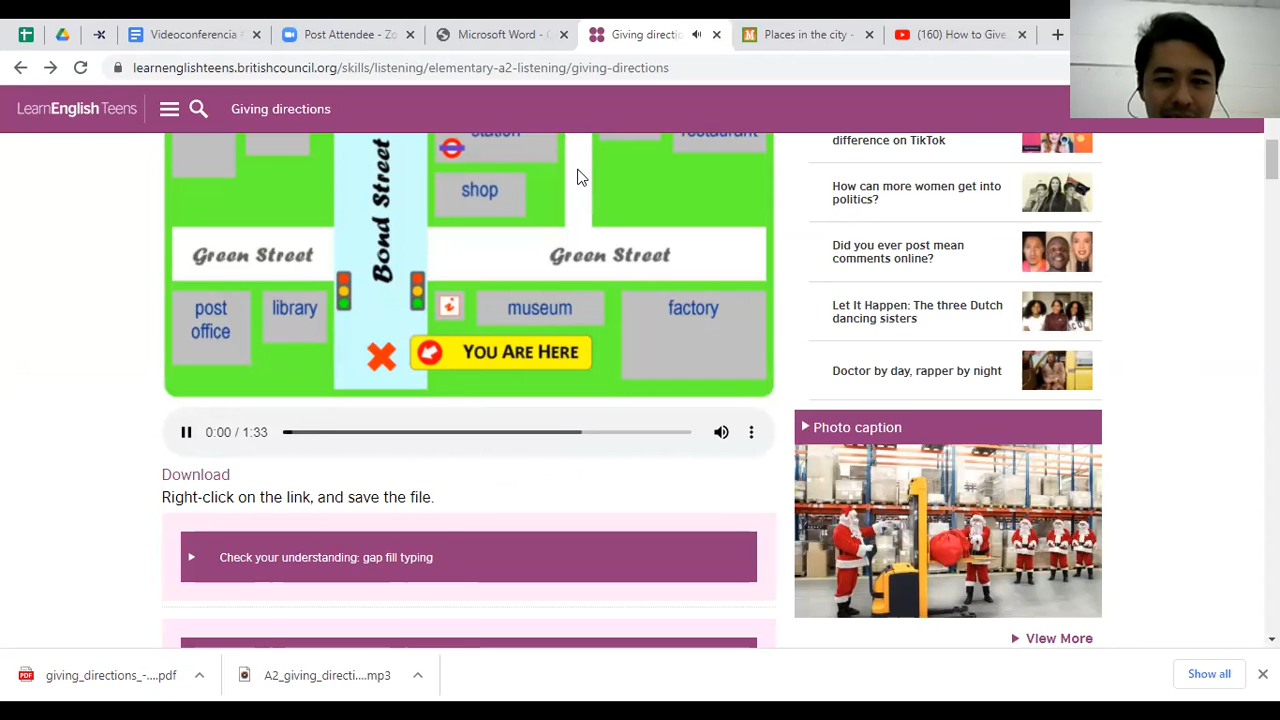 Videoconferencia
Post Attendee - Zo
Microsoft Word - 
Giving directi
Places in the city -
(160) How to Give
learnenglishteens.britishcouncil.org/skills/listening/elementary-a2-listening/giving-directions
LearnEnglish Teens
Giving directions
station
restaurant
shop
Bond Street
Green Street
Green Street
post
office
library
museum
factory
YOU ARE HERE
0:00 / 1:33
Download
Right-click on the link, and save the file.
Check your understanding: gap fill typing
difference on TikTok
How can more women get into
politics?
Did you ever post mean
comments online?
Let It Happen: The three Dutch
dancing sisters
Doctor by day, rapper by night
Photo caption
View More
PDF
giving_directions_-....pdf
A2_giving_directi....mp3
Show all